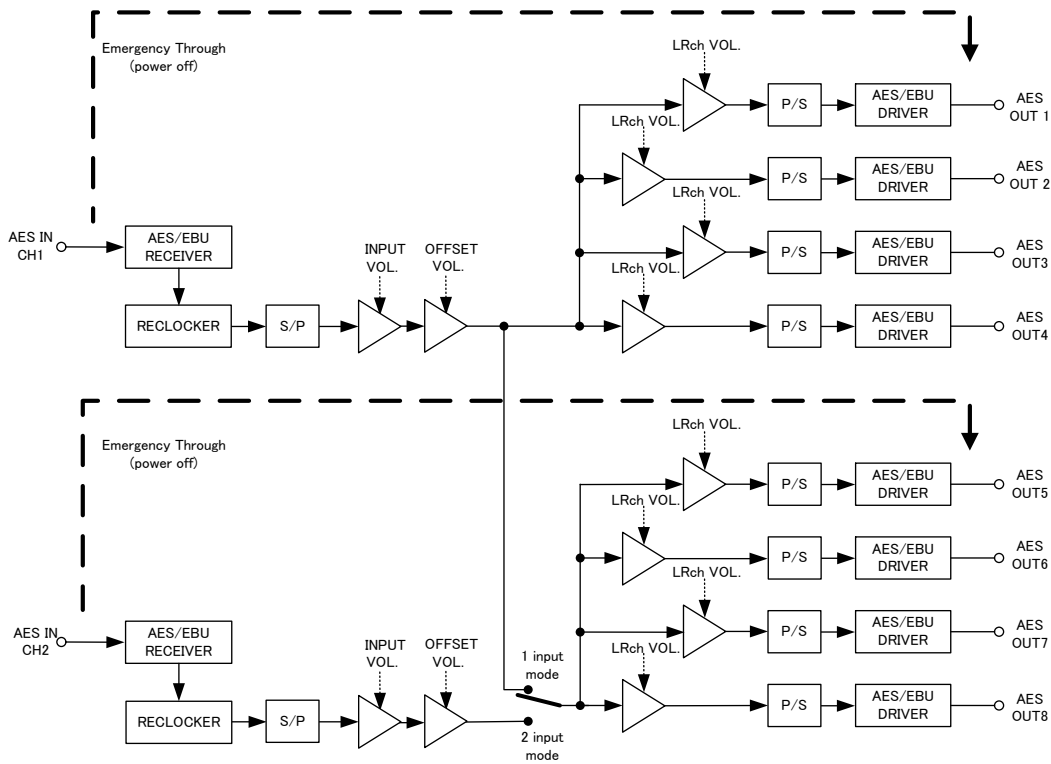 Emergency Through
(power off)
LRch VOL.
P/S
AES/EBU
DRIVER
AES
OUT 1
LRch VOL.
P/S
AES/EBU
DRIVER
AES
OUT 2
LRch VOL.
P/S
AES/EBU
DRIVER
AES
OUT3
AES IN
CH1
AES/EBU
RECEIVER
INPUT
VOL.
OFFSET
VOL.
LRch VOL.
RECLOCKER
S/P
P/S
AES/EBU
DRIVER
AES
OUT4
Emergency Through
(power off)
LRch VOL.
P/S
AES/EBU
DRIVER
AES
OUT5
LRch VOL.
P/S
AES/EBU
DRIVER
AES
OUT6
LRch VOL.
P/S
AES/EBU
DRIVER
AES
OUT7
AES IN
CH2
AES/EBU
RECEIVER
INPUT
VOL.
OFFSET
VOL.
1 input
mode
LRch VOL.
RECLOCKER
S/P
2 input
mode
P/S
AES/EBU
DRIVER
AES
OUT8